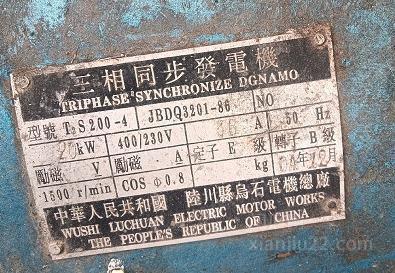 三相同步發電機
TRIPHASE SYNCHRONIZE DGNAMO
型號 T₂S200-4 JBDQ3201-86 NO
kW 400/230V A 50 Hz
勵磁 V 勵磁 A 定子 E 級 轉子 B 級
1500 r/min COS Φ0.8 kg 年 月
中華人民共和國 陸川縣烏石電機總廠
WUSHI LUCHUAN ELECTRIC MOTOR WORKS
THE PEOPLE'S REPUBLIC OF CHINA
xianjlu22.com